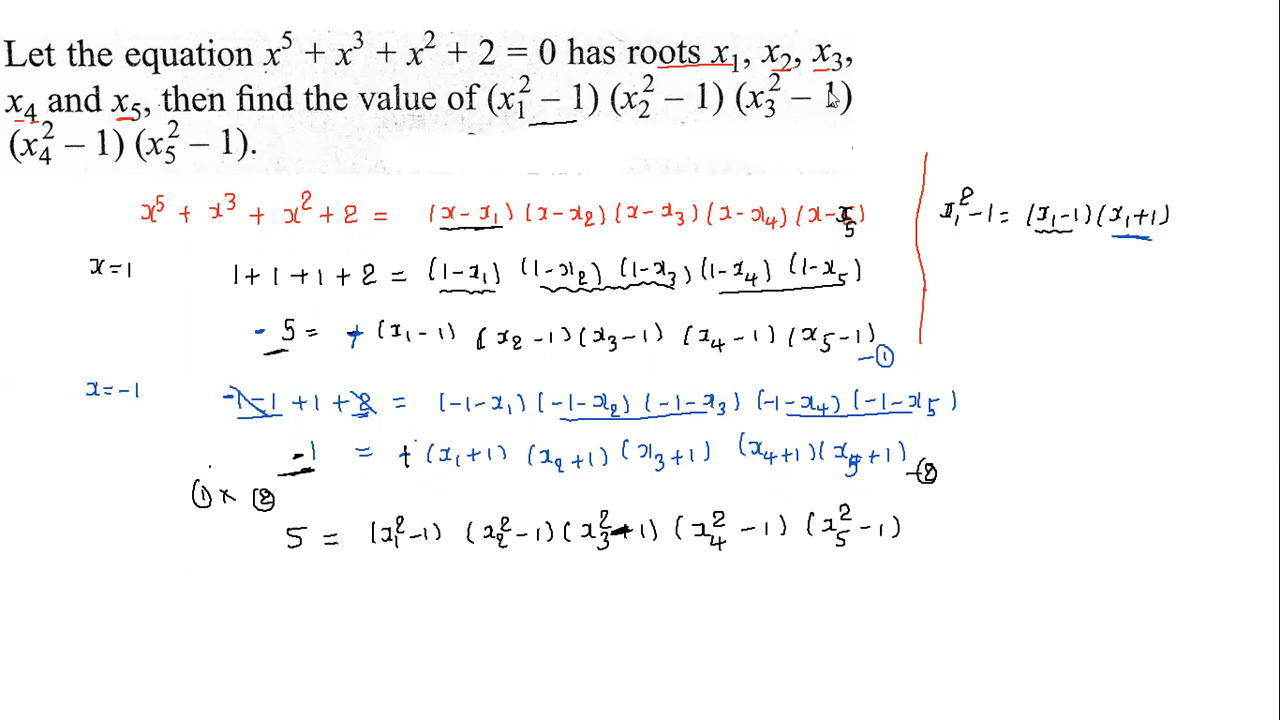 Let the equation x⁵ + x³ + x² + 2 = 0 has roots x₁, x₂, x₃,
x₄ and x₅, then find the value of (x₁² – 1) (x₂² – 1) (x₃² – 1)
(x₄² – 1) (x₅² – 1).
x⁵ + x³ + x² + 2 = (x – x₁) (x – x₂) (x – x₃) (x – x₄) (x – x₅)
x₁² – 1 = (x₁ – 1) (x₁ + 1)
x = 1 1 + 1 + 1 + 2 = (1 – x₁) (1 – x₂) (1 – x₃) (1 – x₄) (1 – x₅)
– 5 = + (x₁ – 1) (x₂ – 1) (x₃ – 1) (x₄ – 1) (x₅ – 1) – ①
x = –1 –1 – 1 + 1 + 2 = (–1 – x₁) (–1 – x₂) (–1 – x₃) (–1 – x₄) (–1 – x₅)
–1 = + (x₁ + 1) (x₂ + 1) (x₃ + 1) (x₄ + 1) (x₅ + 1) – ②
① × ②
5 = (x₁² – 1) (x₂² – 1) (x₃² – 1) (x₄² – 1) (x₅² – 1)